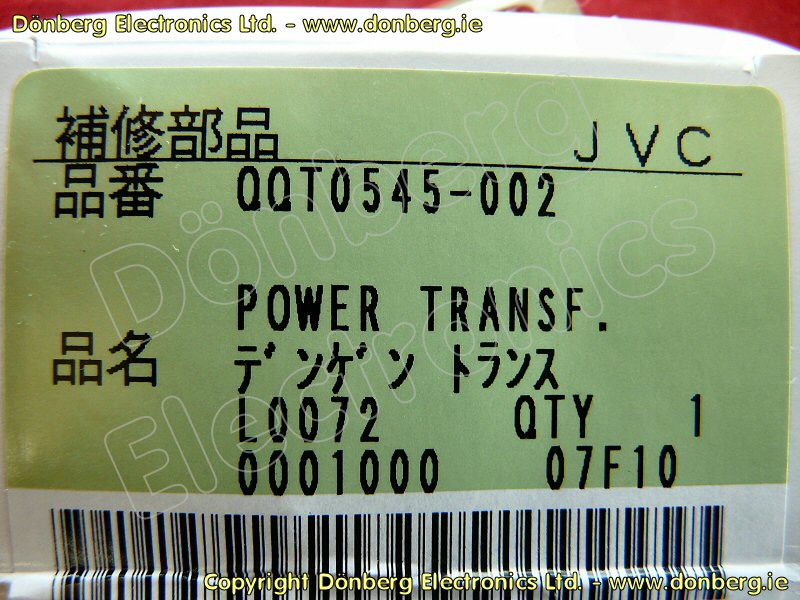 Dönberg Electronics Ltd. - www.donberg.ie
補修部品 JVC
品番 QQT0545-002
POWER TRANSF.
品名 ﾃﾞﾝｹﾞﾝ ﾄﾗﾝｽ
L0072 QTY 1
0001000 07F10
Dönberg Electronics
Copyright Dönberg Electronics Ltd. - www.donberg.ie